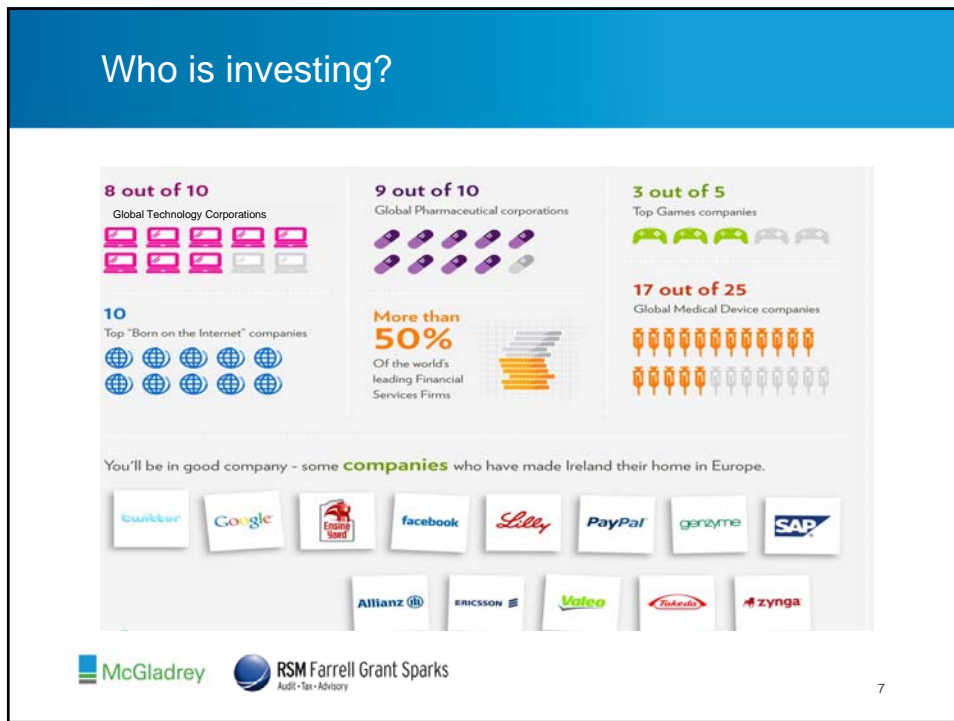 Who is investing?
8 out of 10
Global Technology Corporations
9 out of 10
Global Pharmaceutical corporations
3 out of 5
Top Games companies
10
Top "Born on the Internet" companies
More than
50%
Of the world's
leading Financial
Services Firms
17 out of 25
Global Medical Device companies
You'll be in good company - some companies who have made Ireland their home in Europe.
twitter Google Engine Yard facebook Lilly PayPal genzyme SAP
Allianz ERICSSON Valeo Takeda zynga
McGladrey
RSM Farrell Grant Sparks
Audit • Tax • Advisory
7